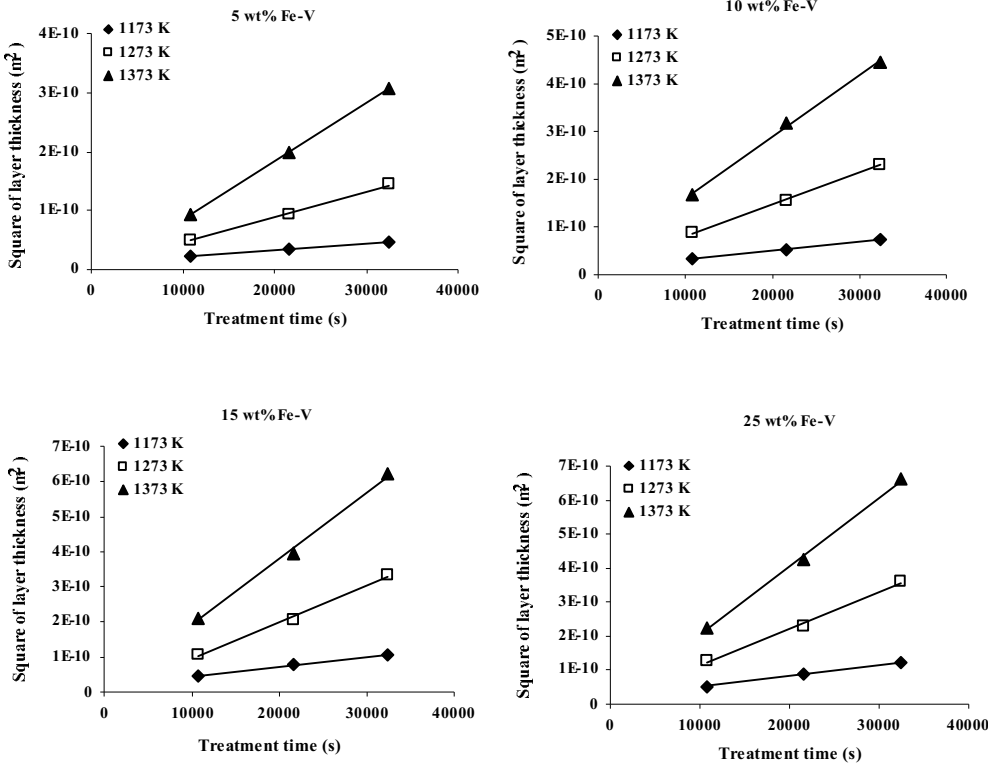 5 wt% Fe-V
Square of layer thickness (m²)
4E-10
3E-10
2E-10
1E-10
0
1173 K
1273 K
1373 K
0 10000 20000 30000 40000
Treatment time (s)
10 wt% Fe-V
Square of layer thickness (m²)
5E-10
4E-10
3E-10
2E-10
1E-10
0
1173 K
1273 K
1373 K
0 10000 20000 30000 40000
Treatment time (s)
15 wt% Fe-V
Square of layer thickness (m²)
7E-10
6E-10
5E-10
4E-10
3E-10
2E-10
1E-10
0
1173 K
1273 K
1373 K
0 10000 20000 30000 40000
Treatment time (s)
25 wt% Fe-V
Square of layer thickness (m²)
7E-10
6E-10
5E-10
4E-10
3E-10
2E-10
1E-10
0
1173 K
1273 K
1373 K
0 10000 20000 30000 40000
Treatment time (s)